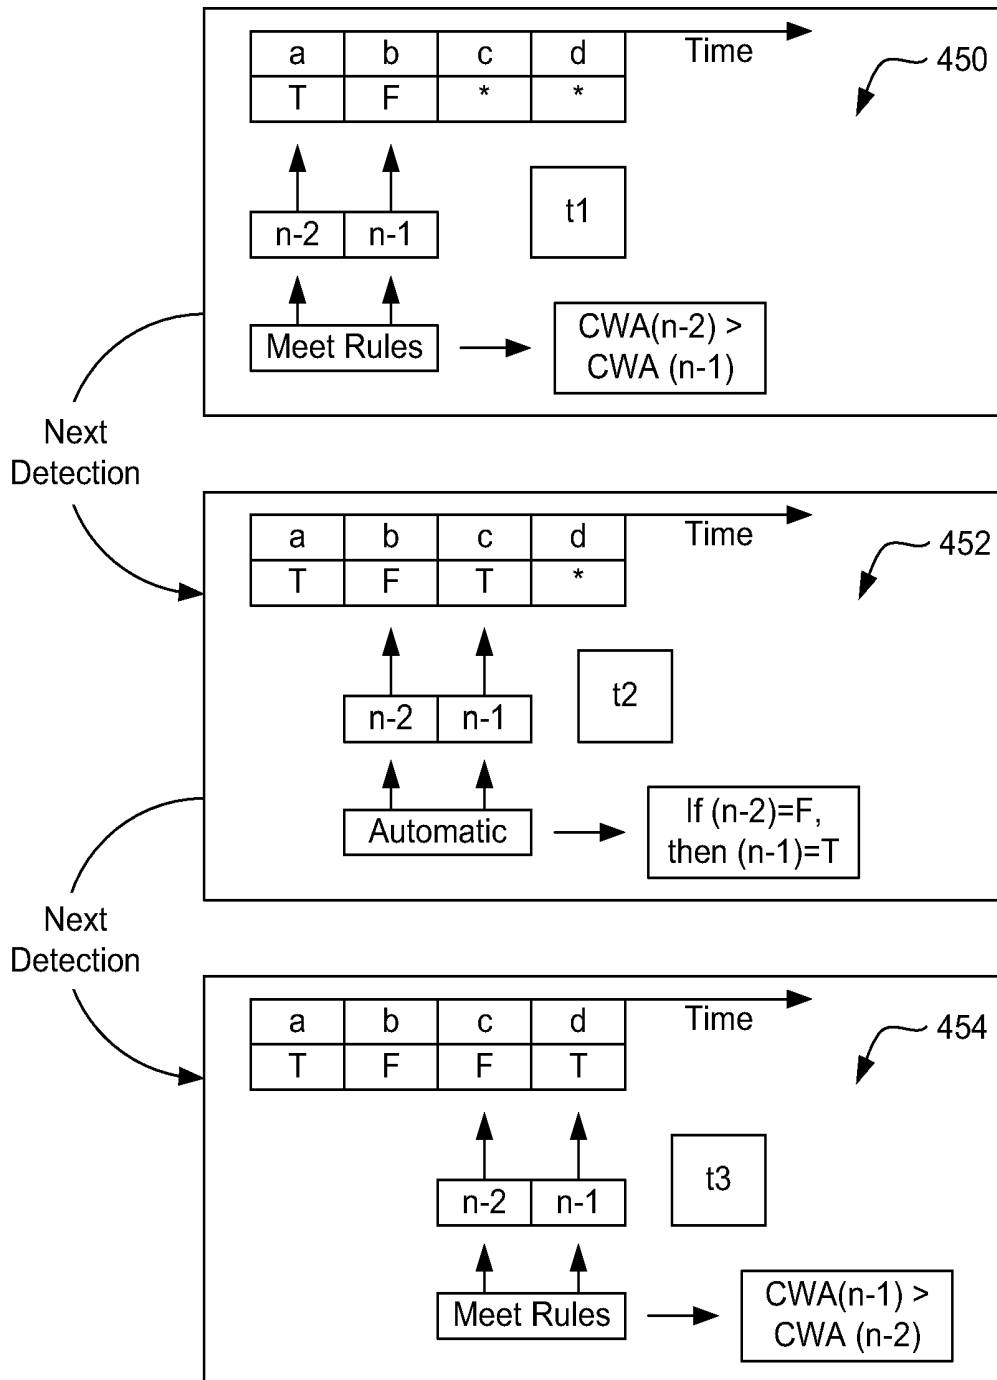 a b c d
Time
450
T F * *
n-2 n-1
t1
Meet Rules
CWA(n-2) >
CWA (n-1)
Next
Detection
a b c d
Time
452
T F T *
n-2 n-1
t2
Automatic
If (n-2)=F,
then (n-1)=T
Next
Detection
a b c d
Time
454
T F F T
n-2 n-1
t3
Meet Rules
CWA(n-1) >
CWA (n-2)